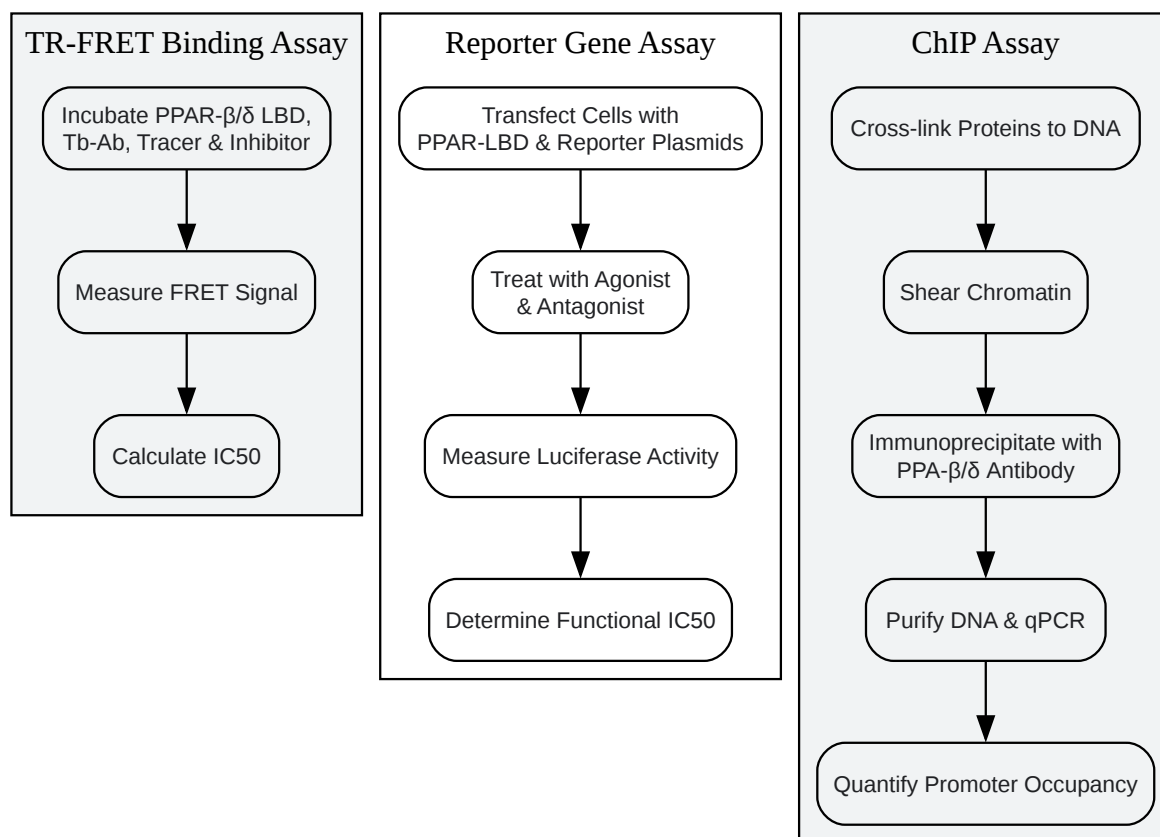 TR-FRET Binding Assay
Incubate PPAR-β/δ LBD,
Tb-Ab, Tracer & Inhibitor
Measure FRET Signal
Calculate IC50
Reporter Gene Assay
Transfect Cells with
PPAR-LBD & Reporter Plasmids
Treat with Agonist
& Antagonist
Measure Luciferase Activity
Determine Functional IC50
ChIP Assay
Cross-link Proteins to DNA
Shear Chromatin
Immunoprecipitate with
PPA-β/δ Antibody
Purify DNA & qPCR
Quantify Promoter Occupancy